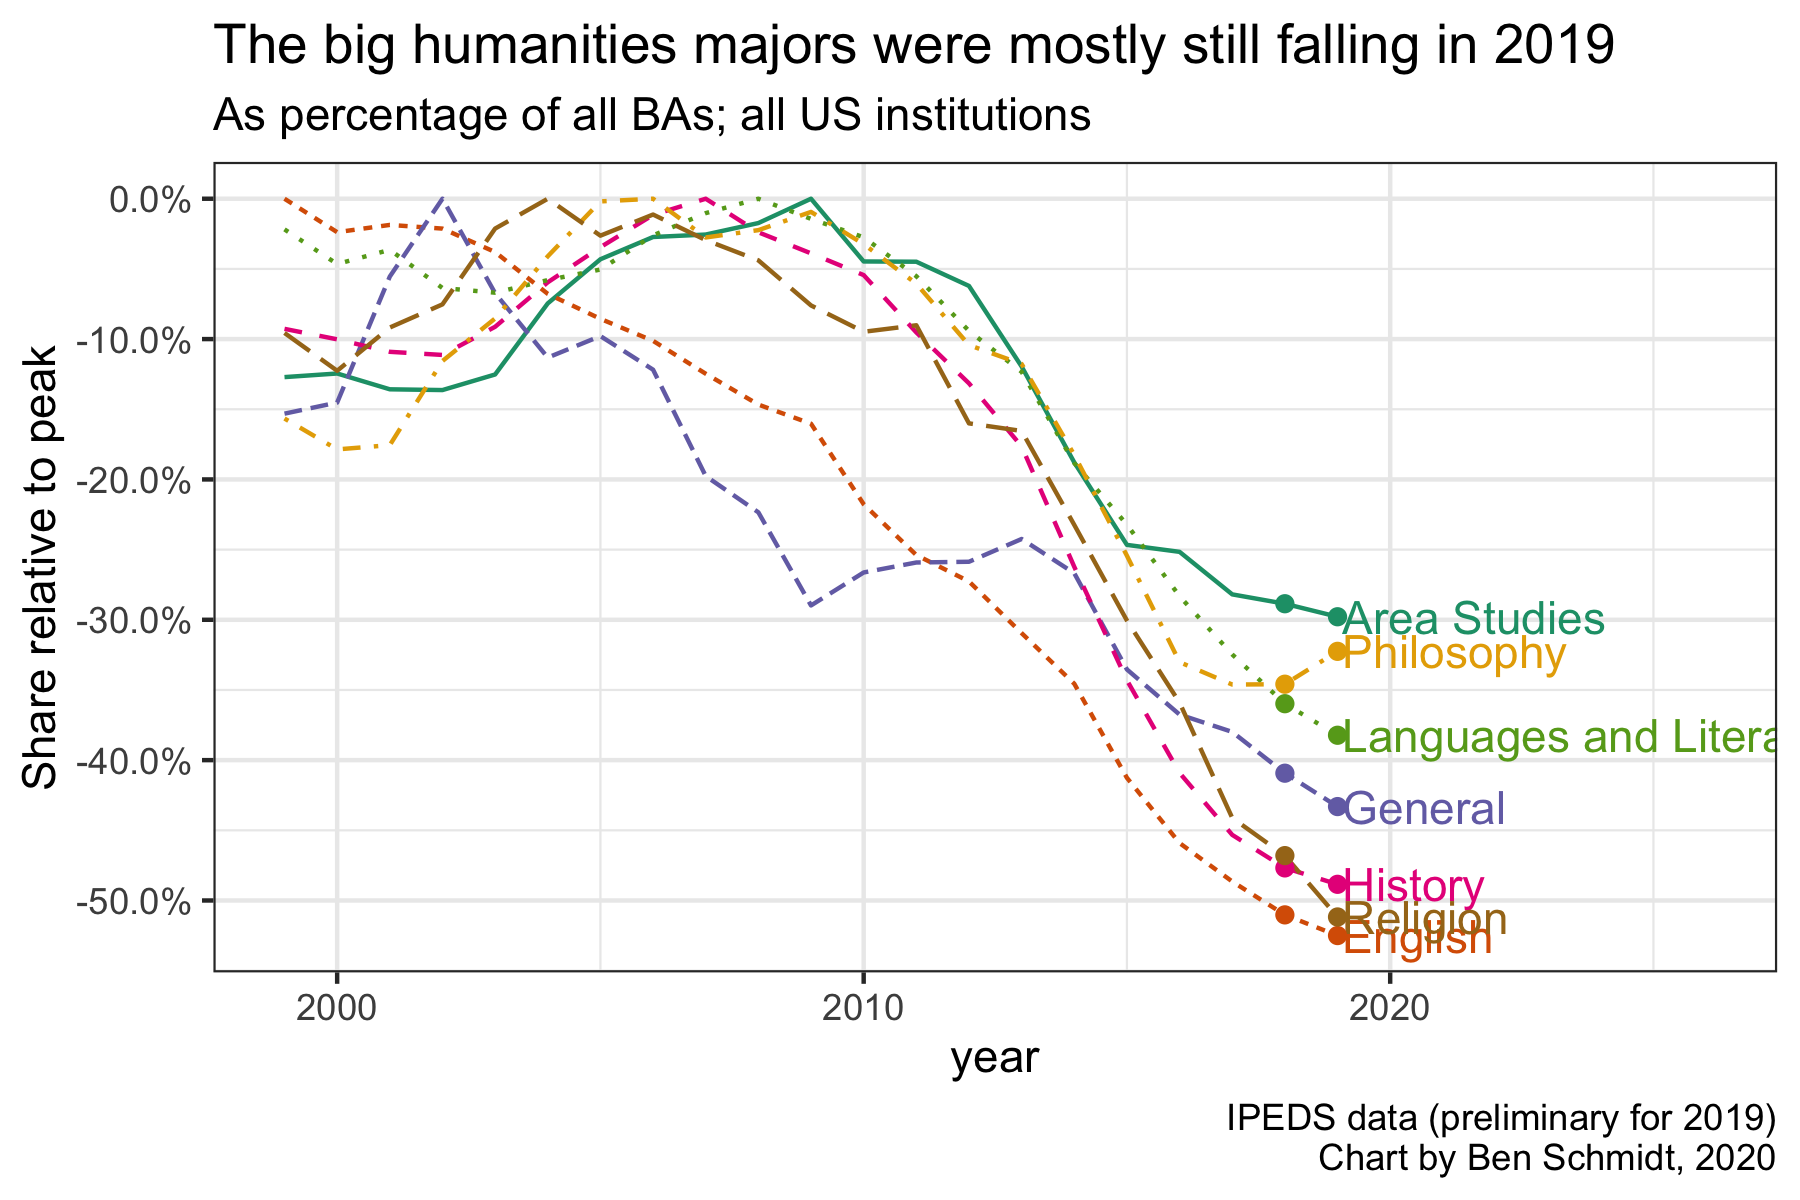 The big humanities majors were mostly still falling in 2019
As percentage of all BAs; all US institutions
Share relative to peak
0.0%
-10.0%
-20.0%
-30.0%
-40.0%
-50.0%
Area Studies
Philosophy
Languages and Litera
General
History
Religion
English
2000
2010
2020
year
IPEDS data (preliminary for 2019)
Chart by Ben Schmidt, 2020